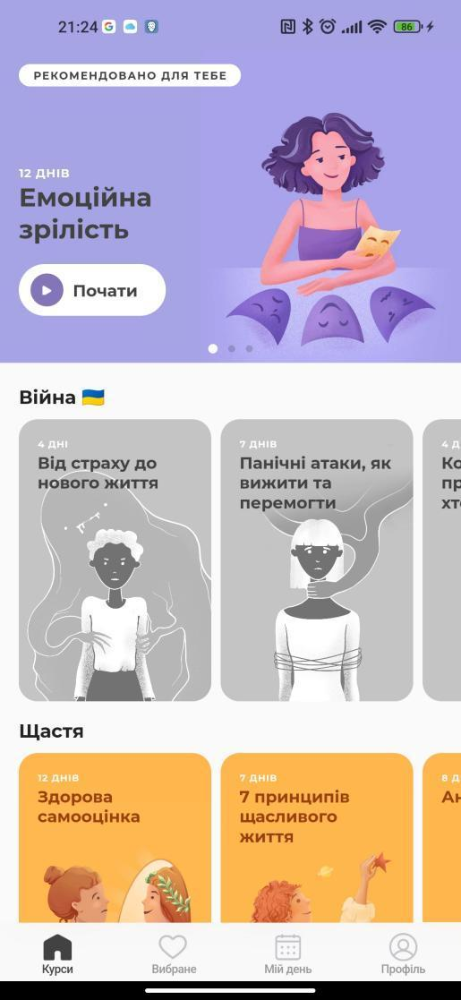 21:24
86
РЕКОМЕНДОВАНО ДЛЯ ТЕБЕ
12 ДНІВ
Емоційна
зрілість
Почати
Війна
4 ДНІ
Від страху до
нового життя
7 ДНІВ
Панічні атаки, як
вижити та
перемогти
Щастя
12 ДНІВ
Здорова
самооцінка
7 ДНІВ
7 принципів
щасливого
життя
Курси
Вибране
Мій день
Профіль